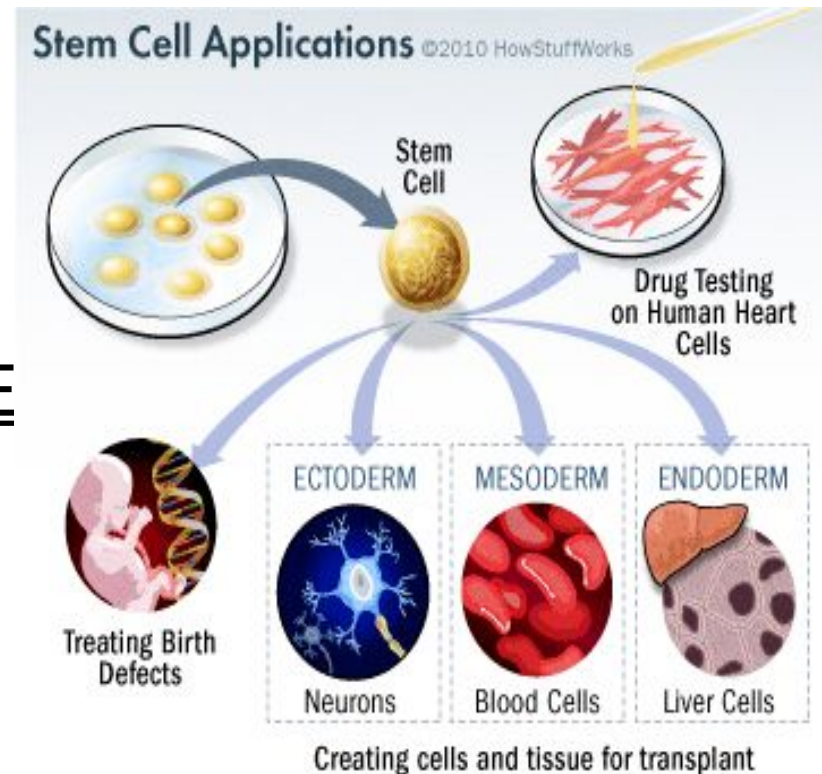 Stem Cell Applications ©2010 HowStuffWorks
Stem
Cell
Drug Testing
on Human Heart
Cells
Treating Birth
Defects
ECTODERM
Neurons
MESODERM
Blood Cells
ENDODERM
Liver Cells
Creating cells and tissue for transplant